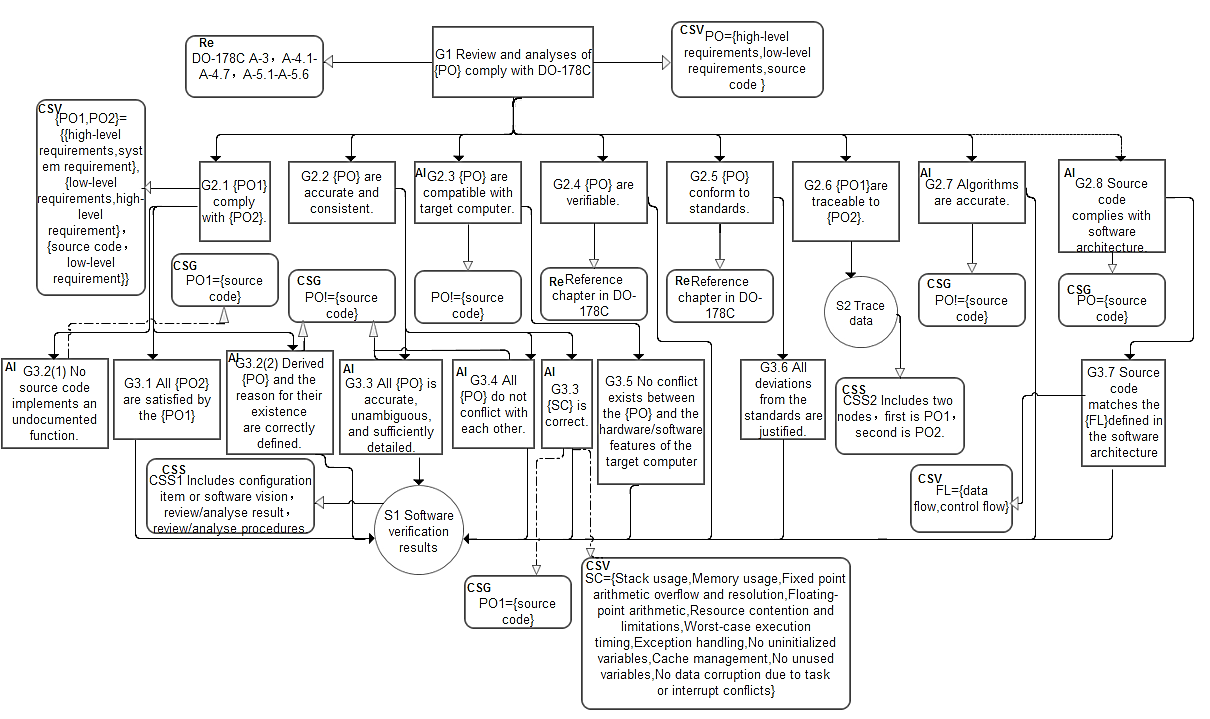 Re
DO-178C A-3，A-4.1-
A-4.7，A-5.1-A-5.6
G1 Review and analyses of
{PO} comply with DO-178C
CSV
PO={high-level
requirements,low-level
requirements,source
code }
CSV
{PO1,PO2}=
{{high-level
requirements,syst
em requirement},
{low-level
requirements,high-
level
requirement},
{source code，
low-level
requirement}}
G2.1 {PO1}
comply
with {PO2}.
G2.2 {PO} are
accurate and
consistent.
AI
G2.3 {PO} are
compatible with
target computer.
G2.4 {PO} are
verifiable.
G2.5 {PO}
conform to
standards.
G2.6 {PO1}are
traceable to
{PO2}.
AI
G2.7 Algorithms
are accurate.
AI
G2.8 Source
code
complies with
software
architecture.
CSG
PO1={source
code}
CSG
PO!={source
code}
PO!={source
code}
Re
Reference
chapter in DO-
178C
Re
Reference
chapter in DO-
178C
S2 Trace
data
CSG
PO!={source
code}
CSG
PO={source
code}
AI
G3.2(1) No
source code
implements an
undocumented
function.
G3.1 All {PO2}
are satisfied by
the {PO1}
AI
G3.2(2) Derived
{PO} and the
reason for their
existence
are correctly
defined.
AI
G3.3 All {PO} is
accurate,
unambiguous,
and sufficiently
detailed.
AI
G3.4 All
{PO} do not
conflict with
each other.
AI
G3.3
{SC} is
correct.
G3.5 No conflict
exists between
the {PO} and the
hardware/software
features of the
target computer
G3.6 All
deviations
from the
standards are
justified.
CSS
CSS2 Includes two
nodes，first is PO1，
second is PO2.
G3.7 Source
code
matches the
{FL}defined in
the software
architecture
CSS
CSS1 Includes configuration
item or software vision，
review/analyse result，
review/analyse procedures
S1 Software
verification
results
CSV
FL={data
flow,control flow}
CSG
PO1={source
code}
CSV
SC={Stack usage,Memory usage,Fixed point
arithmetic overflow and resolution,Floating-
point arithmetic,Resource contention and
limitations,Worst-case execution
timing,Exception handling,No uninitialized
variables,Cache management,No unused
variables,No data corruption due to task
or interrupt conflicts}